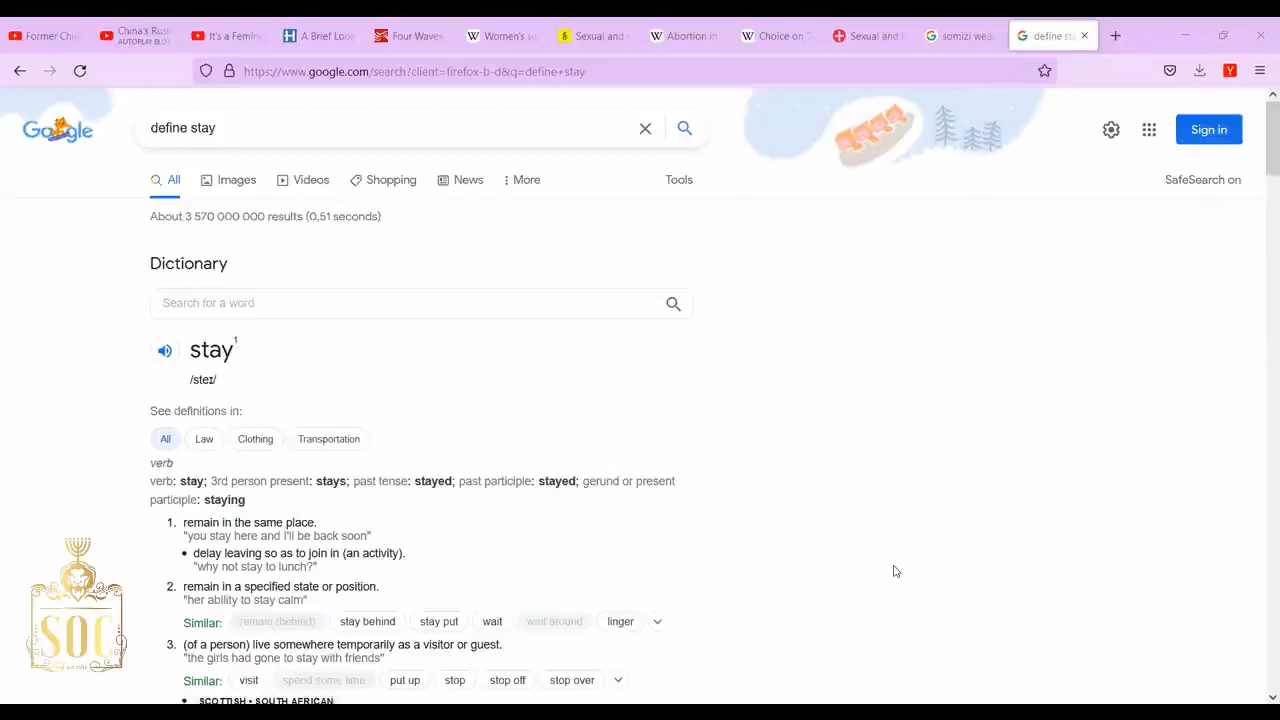 Former Chi
China's Rus
AUTOPLAY BLO
It's a Femin
A Brief Look
Four Waves
Women's su
Sexual and
Abortion in
Choice on T
Sexual and
somizi wea
define sta
https://www.google.com/search?client=firefox-b-d&q=define+stay
Google
define stay
Sign in
All
Images
Videos
Shopping
News
More
Tools
SafeSearch on
About 3 570 000 000 results (0,51 seconds)
Dictionary
Search for a word
stay1
/steɪ/
See definitions in:
All
Law
Clothing
Transportation
verb
verb: stay; 3rd person present: stays; past tense: stayed; past participle: stayed; gerund or present
participle: staying
1. remain in the same place.
"you stay here and I'll be back soon"
• delay leaving so as to join in (an activity).
"why not stay to lunch?"
2. remain in a specified state or position.
"her ability to stay calm"
Similar: remain (behind) stay behind stay put wait wait around linger
3. (of a person) live somewhere temporarily as a visitor or guest.
"the girls had gone to stay with friends"
Similar: visit spend some time put up stop stop off stop over
• SCOTTISH • SOUTH AFRICAN
SOC